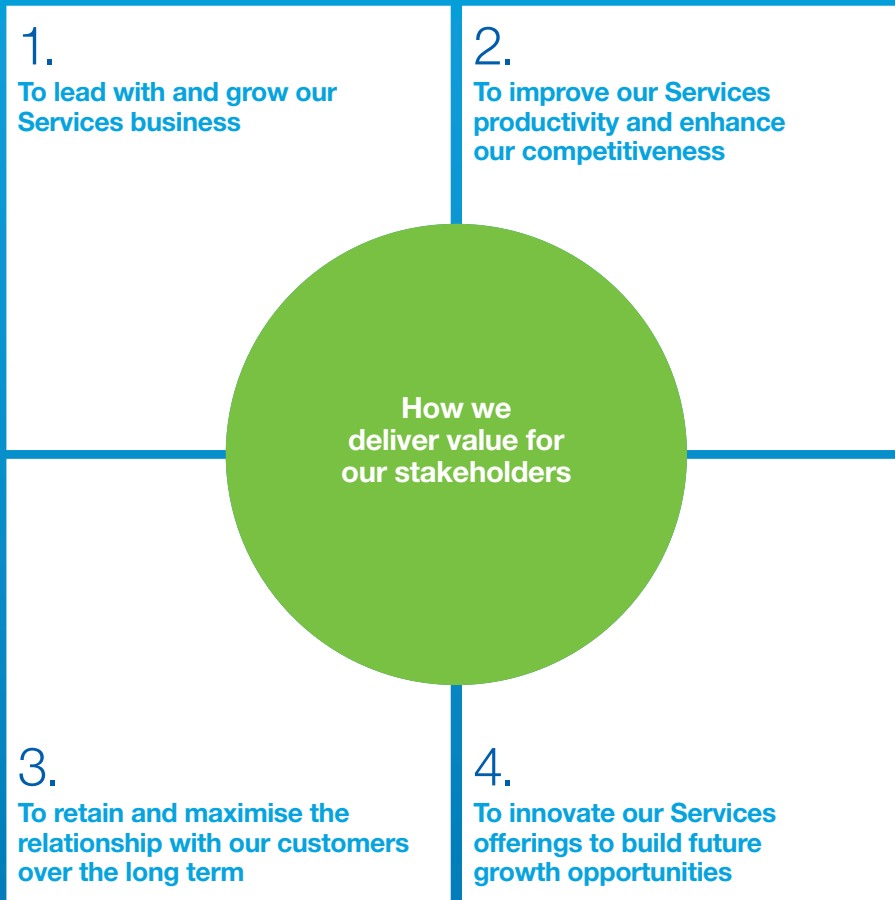 1.
To lead with and grow our
Services business
2.
To improve our Services
productivity and enhance
our competitiveness
How we
deliver value for
our stakeholders
3.
To retain and maximise the
relationship with our customers
over the long term
4.
To innovate our Services
offerings to build future
growth opportunities